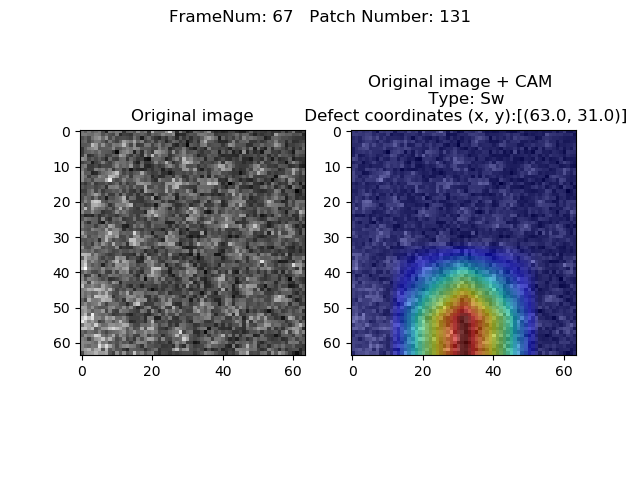 FrameNum: 67   Patch Number: 131
Original image
Original image + CAM
Type: Sw
Defect coordinates (x, y):[(63.0, 31.0)]
0
10
20
30
40
50
60
0 20 40 60
0
10
20
30
40
50
60
0 20 40 60